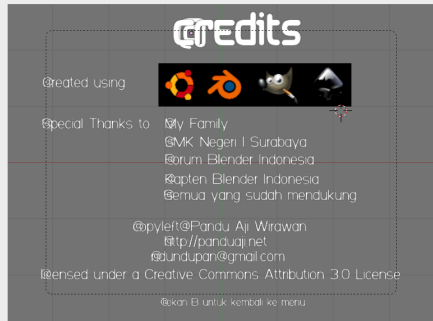 Credits
Created using
Special Thanks to My Family
SMK Negeri 1 Surabaya
Forum Blender Indonesia
Kapten Blender Indonesia
Semua yang sudah mendukung
Copyleft@Pandu Aji Wirawan
http://panduaji.net
ndundupan@gmail.com
Licensed under a Creative Commons Attribution 3.0 License
Tekan B untuk kembali ke menu